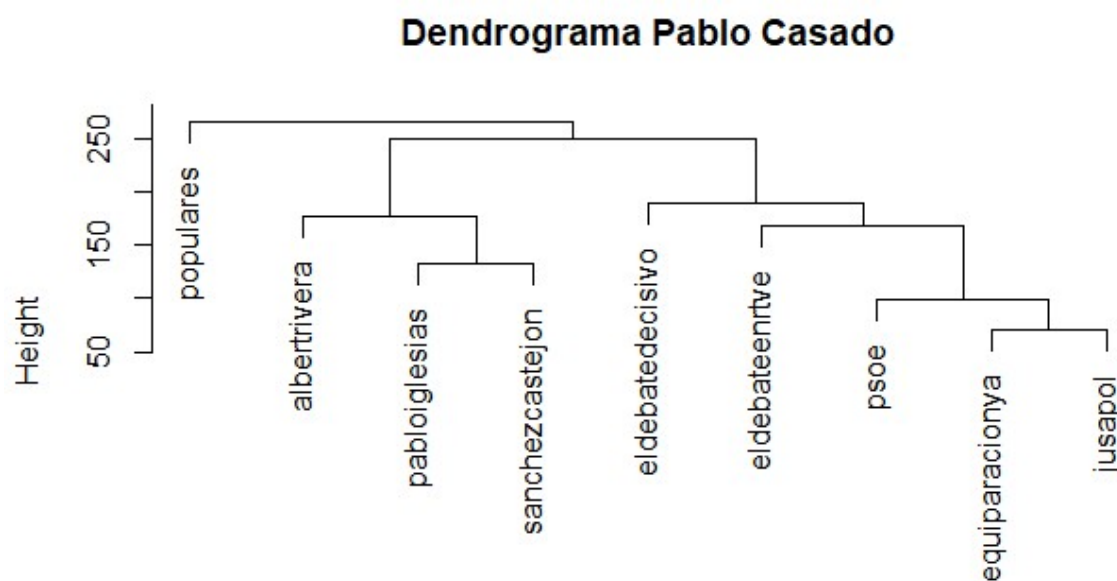 Dendrograma Pablo Casado
Height
250
150
50
populares
albertrivera
pabloiglesias
sanchezcastejon
eldebatedecisivo
eldebateenrtve
psoe
equiparacionya
jusapol